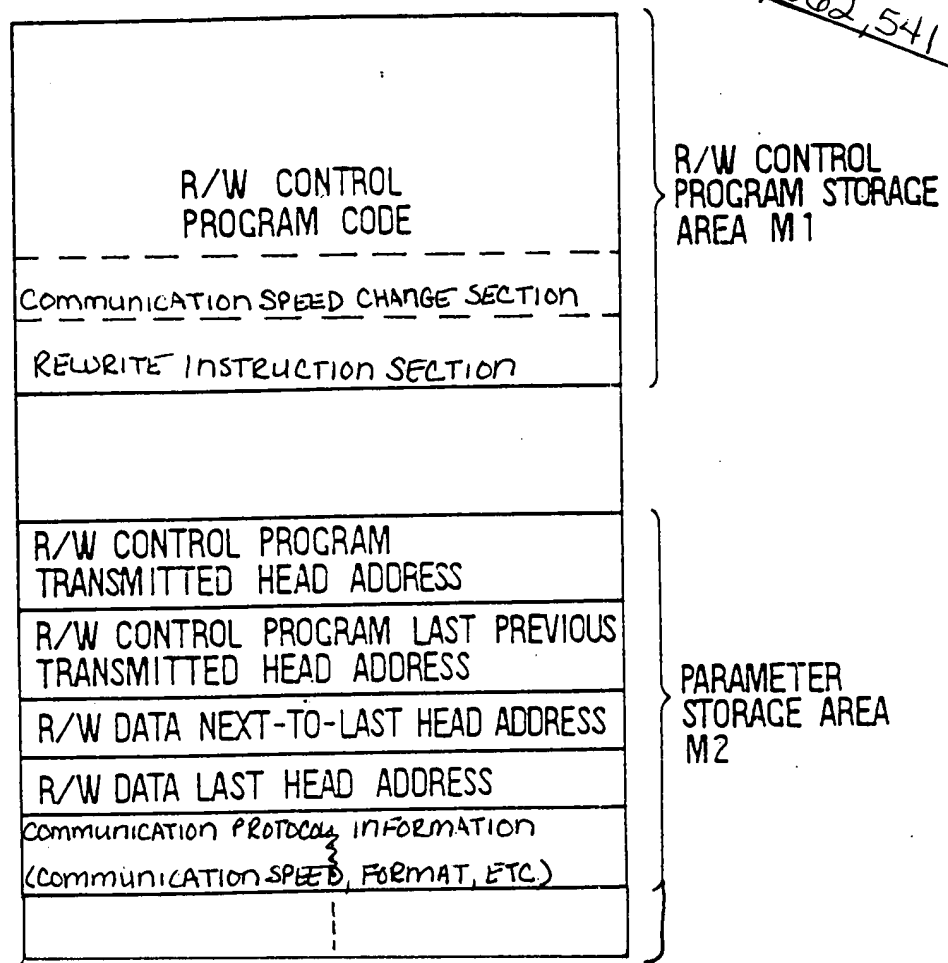 62,541
R/W CONTROL
PROGRAM CODE
COMMUNICATION SPEED CHANGE SECTION
REWRITE INSTRUCTION SECTION
R/W CONTROL
PROGRAM STORAGE
AREA M1
R/W CONTROL PROGRAM
TRANSMITTED HEAD ADDRESS
R/W CONTROL PROGRAM LAST PREVIOUS
TRANSMITTED HEAD ADDRESS
R/W DATA NEXT-TO-LAST HEAD ADDRESS
R/W DATA LAST HEAD ADDRESS
COMMUNICATION PROTOCOL INFORMATION
(COMMUNICATION SPEED, FORMAT, ETC.)
PARAMETER
STORAGE AREA
M2